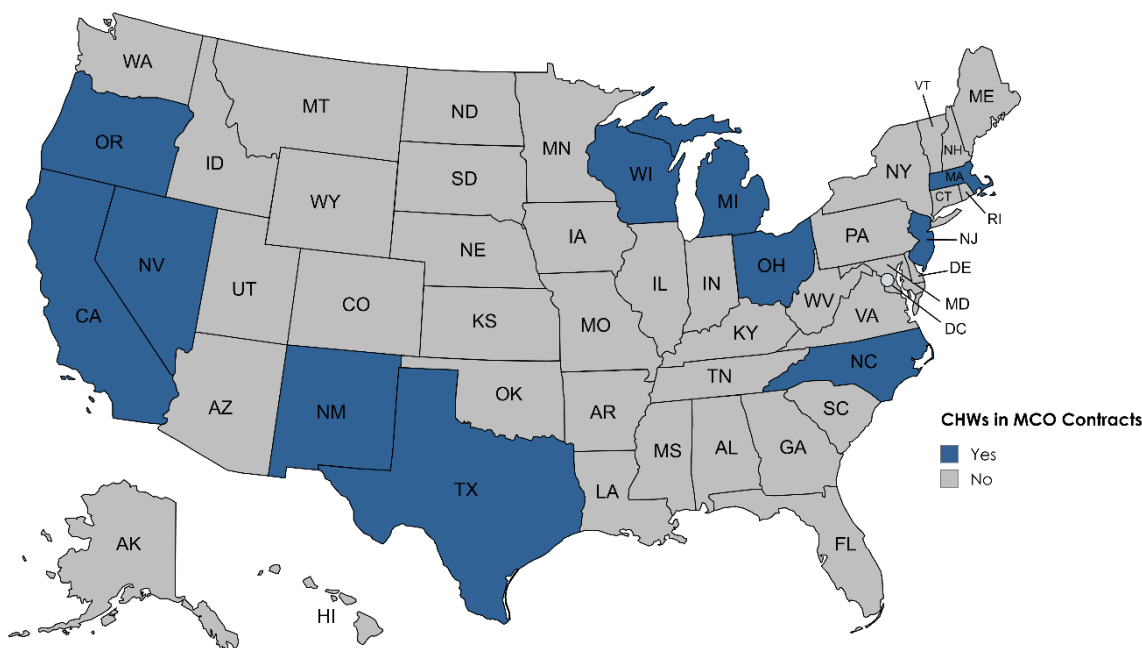 WA
MT
ND
MN
VT
ME
OR
ID
SD
WI
NH
NY
MA
WY
MI
CT
RI
IA
NE
PA
NJ
NV
OH
DE
UT
IL
IN
CO
WV
MD
CA
KS
MO
VA
DC
KY
NC
TN
OK
AZ
NM
AR
SC
CHWs in MCO Contracts
MS
AL
GA
Yes
No
TX
LA
AK
FL
HI